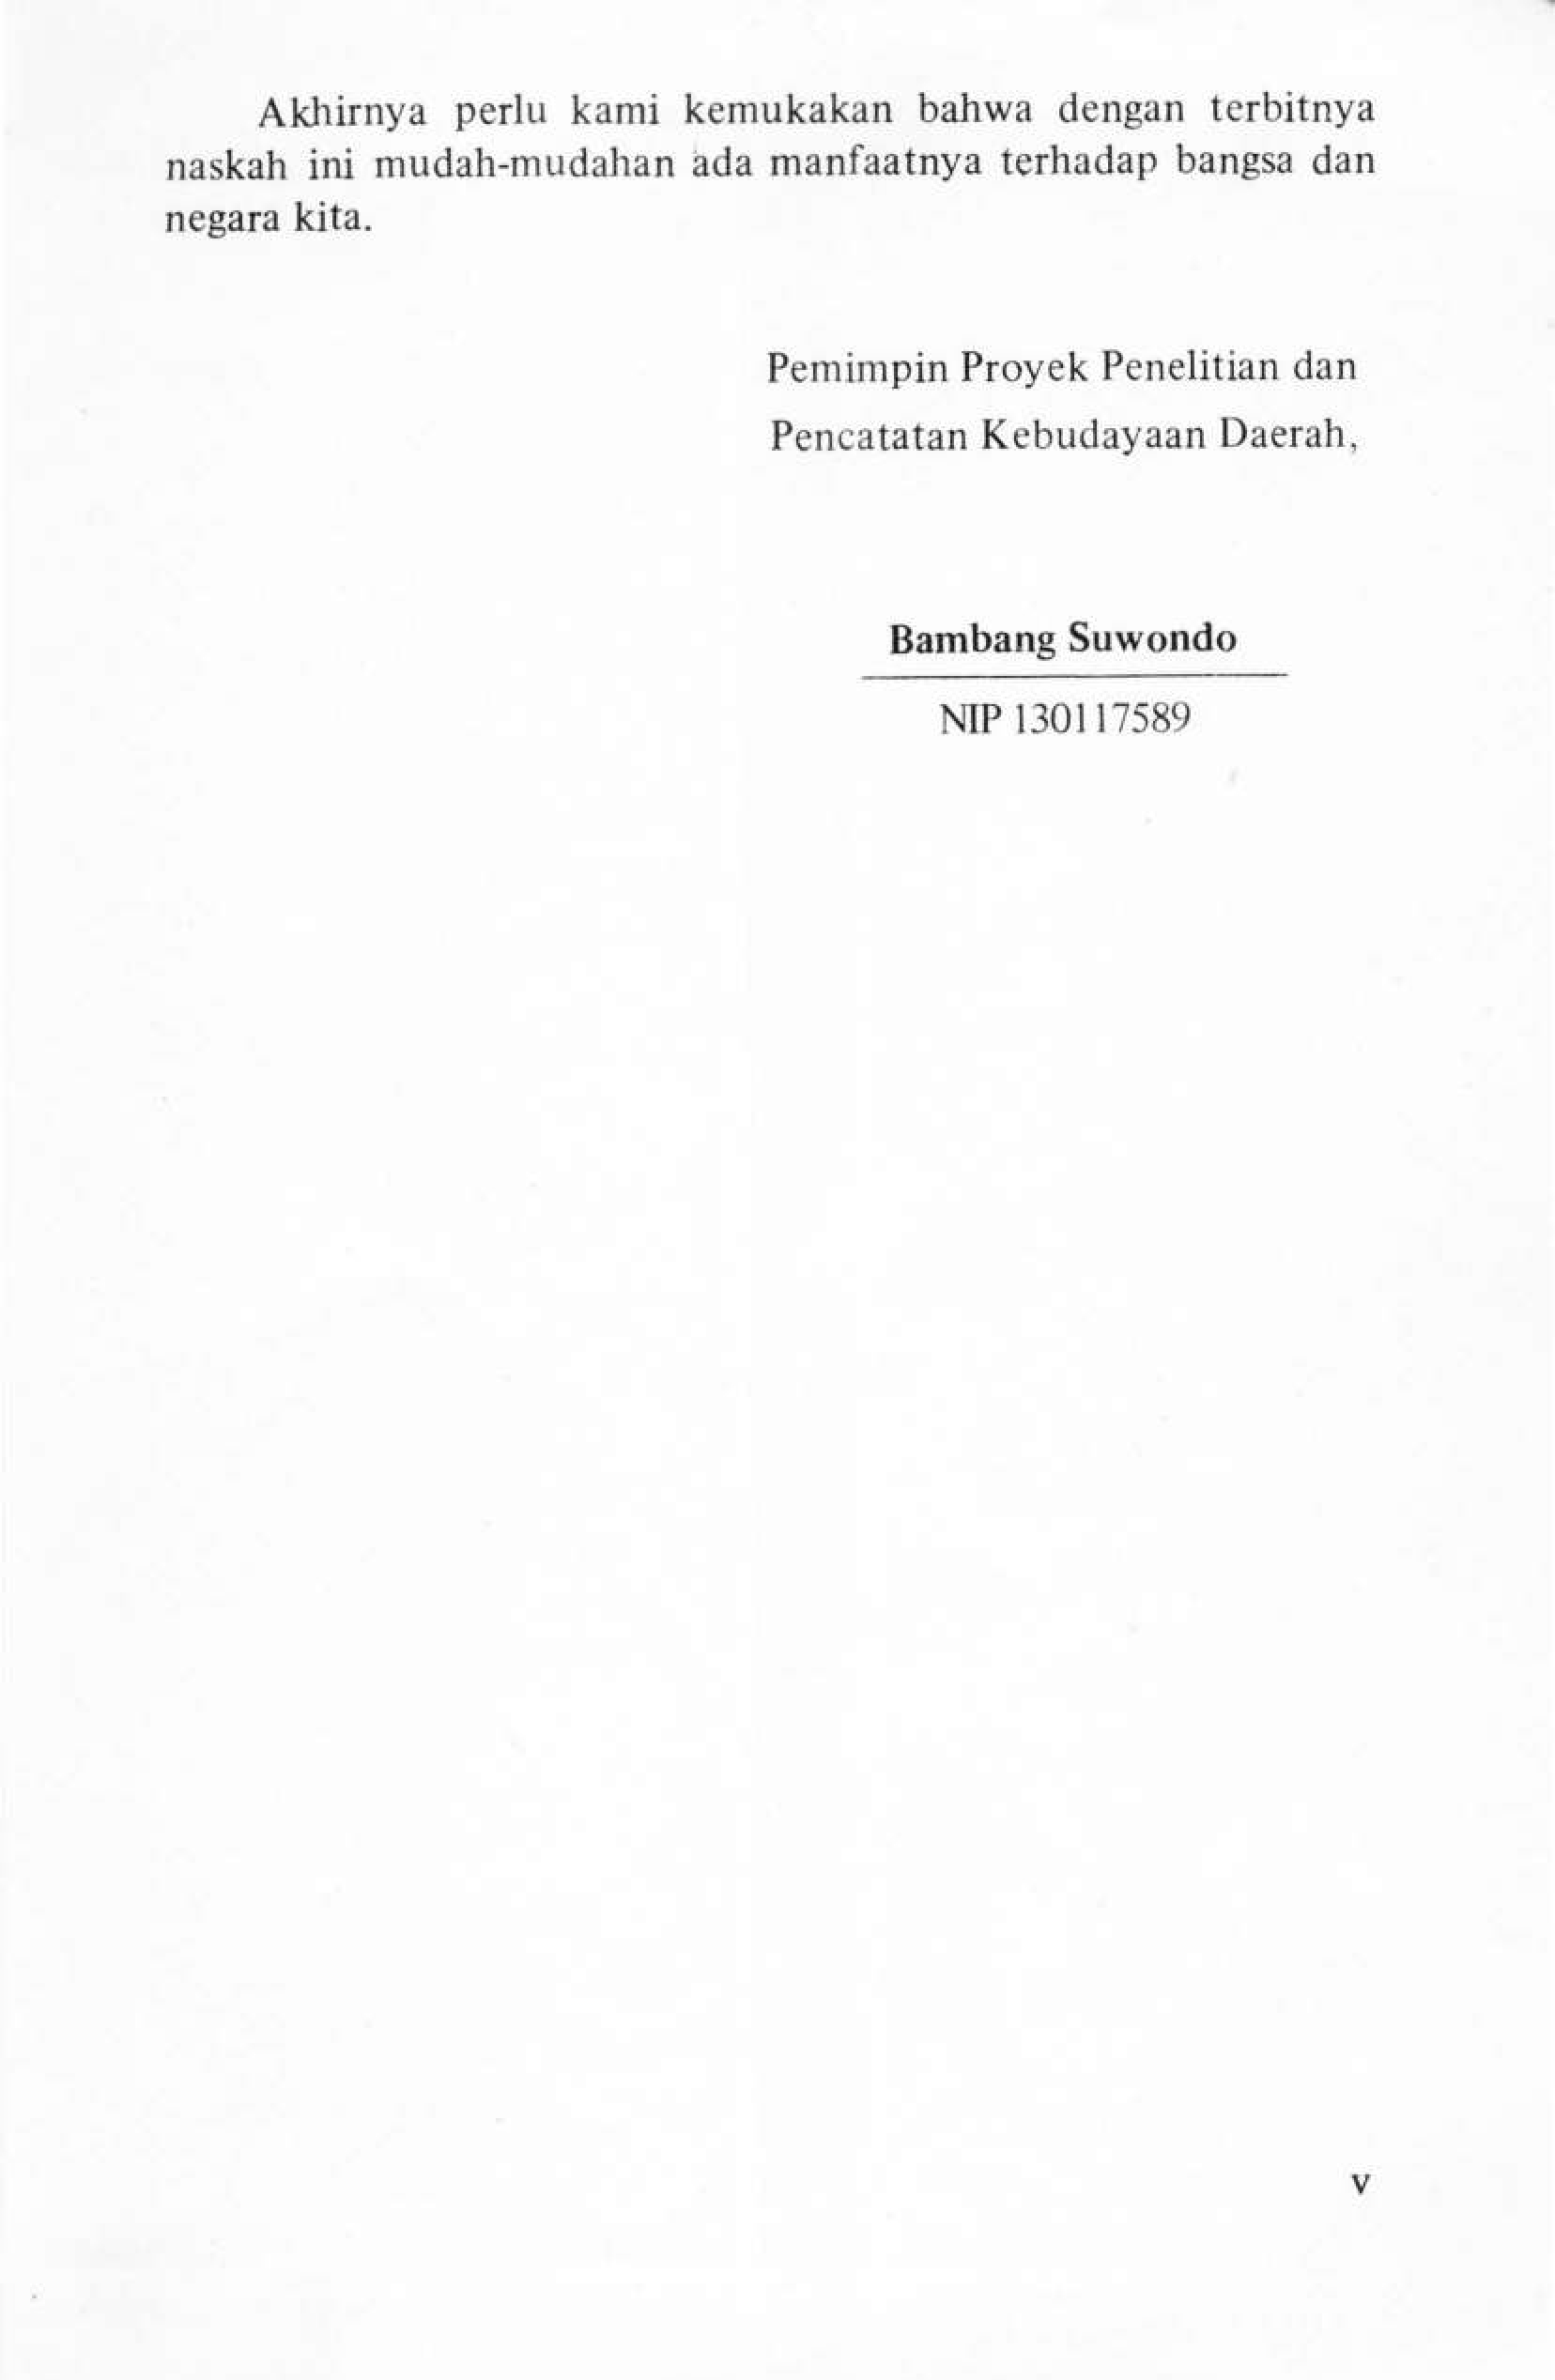 Akhirnya perlu kami kemukakan bahwa dengan terbitnya
naskah ini mudah-mudahan ada manfaatnya terhadap bangsa dan
negara kita.
Pemimpin Proyek Penelitian dan
Pencatatan Kebudayaan Daerah,
Bambang Suwondo
NIP 130117589
v